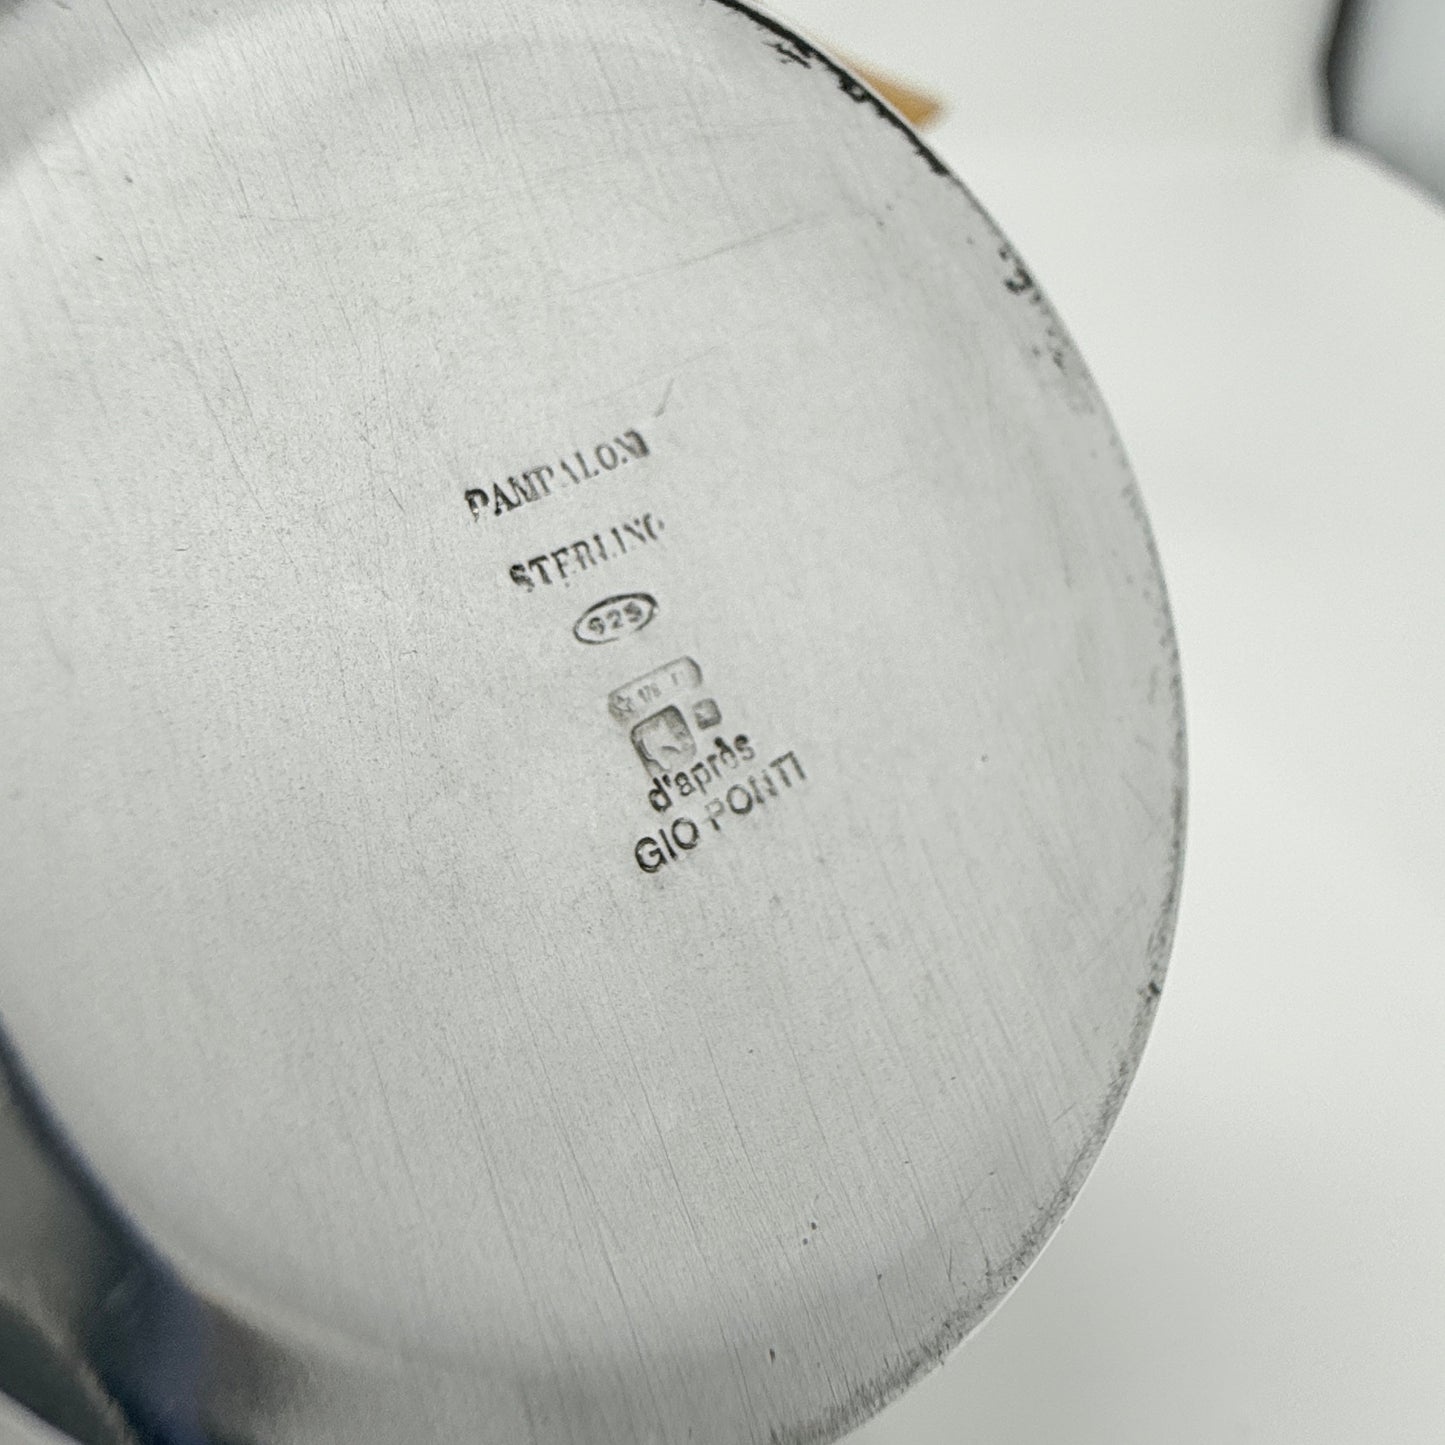 PAMPALONI
STERLING
925
d'après
GIO PONTI